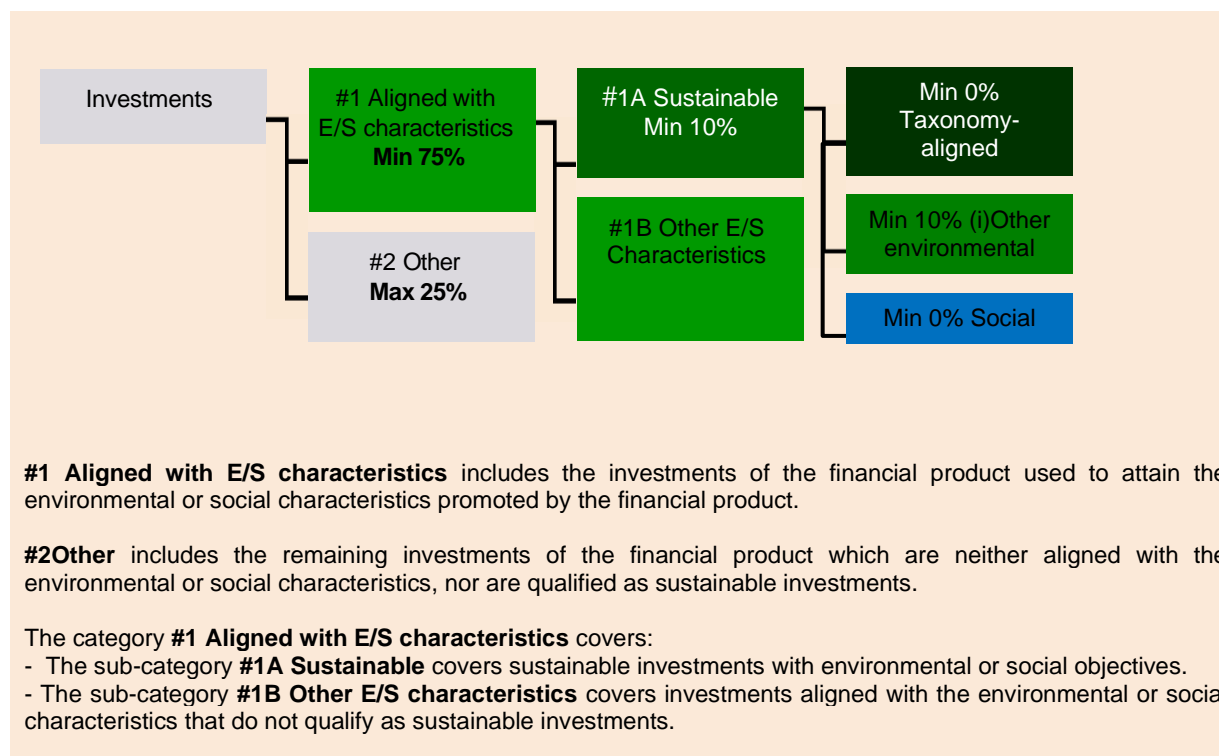 Investments
#1 Aligned with
E/S characteristics
Min 75%
#2 Other
Max 25%
#1A Sustainable
Min 10%
#1B Other E/S
Characteristics
Min 0%
Taxonomy-
aligned
Min 10% (i)Other
environmental
Min 0% Social
#1 Aligned with E/S characteristics includes the investments of the financial product used to attain the
environmental or social characteristics promoted by the financial product.
#2Other includes the remaining investments of the financial product which are neither aligned with the
environmental or social characteristics, nor are qualified as sustainable investments.
The category #1 Aligned with E/S characteristics covers:
- The sub-category #1A Sustainable covers sustainable investments with environmental or social objectives.
- The sub-category #1B Other E/S characteristics covers investments aligned with the environmental or social
characteristics that do not qualify as sustainable investments.